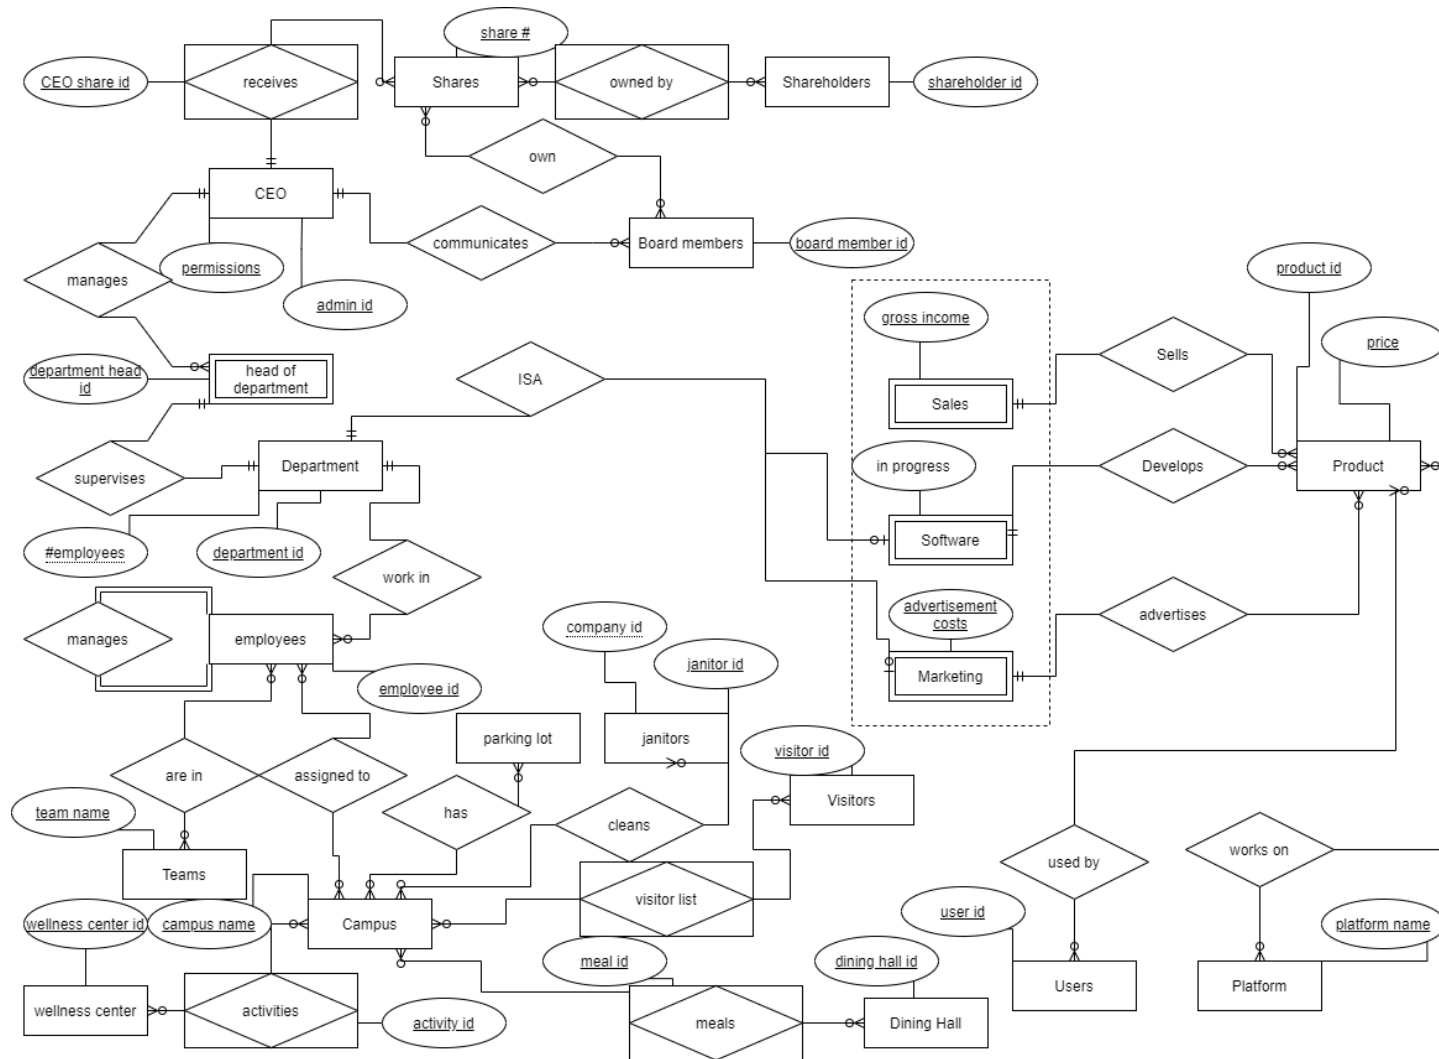 share #
CEO share id
receives
Shares
owned by
Shareholders
shareholder id
own
CEO
communicates
Board members
board member id
manages
permissions
admin id
product id
gross income
price
department head
id
head of
department
ISA
Sales
Sells
Department
in progress
Develops
Product
supervises
#employees
department id
Software
work in
manages
employees
company id
advertisement
costs
advertises
janitor id
employee id
Marketing
parking lot
janitors
visitor id
are in
assigned to
has
Visitors
team name
cleans
Teams
used by
works on
visitor list
wellness center id
campus name
Campus
user id
platform name
meal id
dining hall id
Users
Platform
wellness center
activities
activity id
meals
Dining Hall